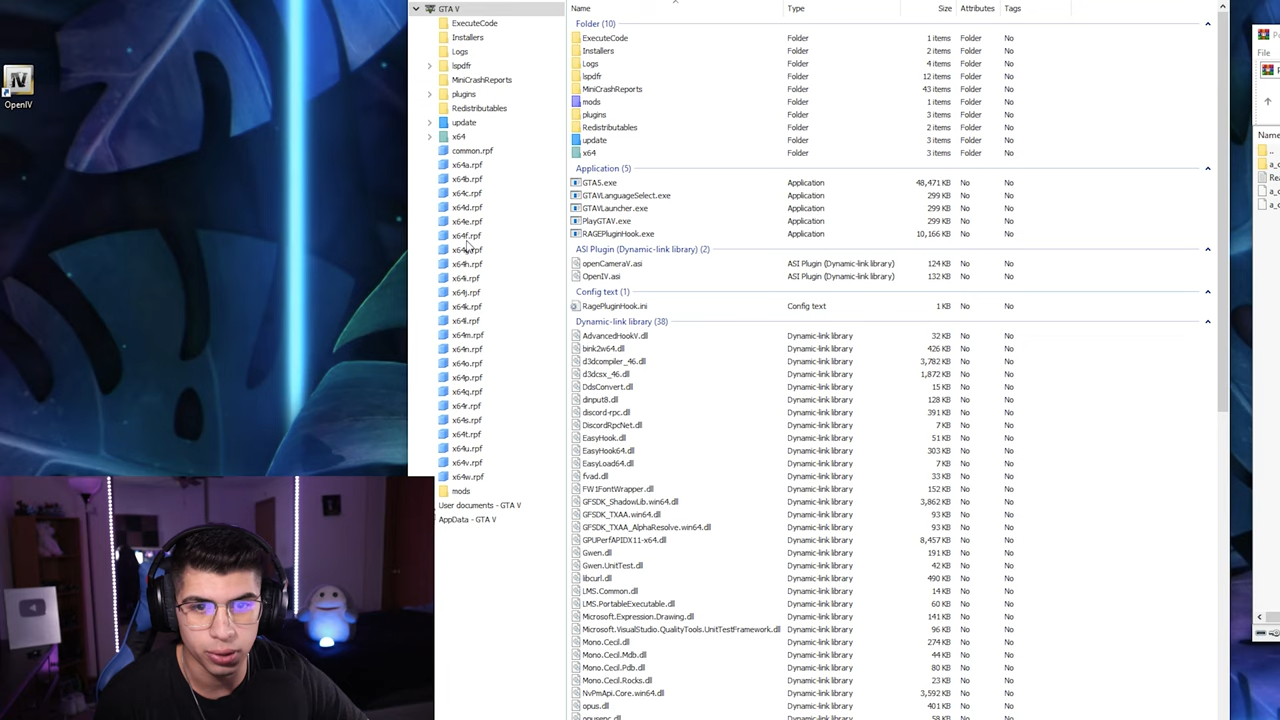 GTA V
ExecuteCode
Installers
Logs
lspdfr
MiniCrashReports
plugins
Redistributables
update
x64
common.rpf
x64a.rpf
x64b.rpf
x64c.rpf
x64d.rpf
x64e.rpf
x64f.rpf
x64h.rpf
x64i.rpf
x64j.rpf
x64k.rpf
x64l.rpf
x64m.rpf
x64n.rpf
x64o.rpf
x64p.rpf
x64q.rpf
x64r.rpf
x64s.rpf
x64t.rpf
x64u.rpf
x64v.rpf
x64w.rpf
mods
User documents - GTA V
AppData - GTA V
OpenIV
Name Type Size Attributes Tags
Folder (10)
ExecuteCode Folder 1 items No No
Installers Folder 2 items No No
Logs Folder 4 items No No
lspdfr Folder 12 items No No
MiniCrashReports Folder 43 items No No
mods Folder 1 items No No
plugins Folder 3 items No No
Redistributables Folder 2 items No No
update Folder 3 items No No
x64 Folder 3 items No No
Application (5)
GTA5.exe Application 48,471 KB No No
GTAVLanguageSelect.exe Application 299 KB No No
GTAVLauncher.exe Application 299 KB No No
PlayGTAV.exe Application 299 KB No No
RAGEPluginHook.exe Application 10,166 KB No No
ASI Plugin (Dynamic-link library) (2)
openCameraV.asi ASI Plugin (Dynamic-link library) 124 KB No No
OpenIV.asi ASI Plugin (Dynamic-link library) 132 KB No No
Config text (1)
RagePluginHook.ini Config text 1 KB No No
Dynamic-link library (38)
AdvancedHookV.dll Dynamic-link library 32 KB No No
bink2w64.dll Dynamic-link library 426 KB No No
d3dcompiler_46.dll Dynamic-link library 3,782 KB No No
d3dcsx_46.dll Dynamic-link library 1,872 KB No No
DdsConvert.dll Dynamic-link library 15 KB No No
dinput8.dll Dynamic-link library 128 KB No No
discord-rpc.dll Dynamic-link library 391 KB No No
DiscordRpcNet.dll Dynamic-link library 7 KB No No
EasyHook.dll Dynamic-link library 51 KB No No
EasyHook64.dll Dynamic-link library 303 KB No No
EasyLoad64.dll Dynamic-link library 7 KB No No
fvad.dll Dynamic-link library 33 KB No No
FW1FontWrapper.dll Dynamic-link library 152 KB No No
GFSDK_ShadowLib.win64.dll Dynamic-link library 3,862 KB No No
GFSDK_TXAA.win64.dll Dynamic-link library 93 KB No No
GFSDK_TXAA_AlphaResolve.win64.dll Dynamic-link library 93 KB No No
GPUPerfAPIDX11-x64.dll Dynamic-link library 8,457 KB No No
Gwen.dll Dynamic-link library 191 KB No No
Gwen.UnitTest.dll Dynamic-link library 42 KB No No
libcurl.dll Dynamic-link library 490 KB No No
LMS.Common.dll Dynamic-link library 10 KB No No
LMS.PortableExecutable.dll Dynamic-link library 60 KB No No
Microsoft.Expression.Drawing.dll Dynamic-link library 141 KB No No
Microsoft.VisualStudio.QualityTools.UnitTestFramework.dll Dynamic-link library 96 KB No No
Mono.Cecil.dll Dynamic-link library 274 KB No No
Mono.Cecil.Mdb.dll Dynamic-link library 44 KB No No
Mono.Cecil.Pdb.dll Dynamic-link library 80 KB No No
Mono.Cecil.Rocks.dll Dynamic-link library 23 KB No No
NvPmApi.Core.win64.dll Dynamic-link library 3,592 KB No No
opus.dll Dynamic-link library 401 KB No No
opusenc.dll Dynamic-link library 58 KB No No
File
Name
..